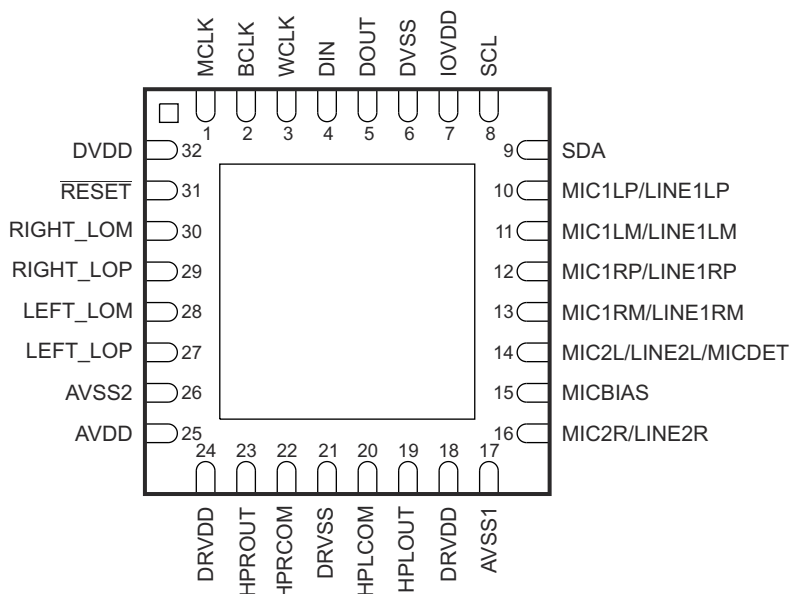 MCLK
BCLK
WCLK
DIN
DOUT
DVSS
IOVDD
SCL
1 2 3 4 5 6 7 8
DVDD 32
RESET 31
RIGHT_LOM 30
RIGHT_LOP 29
LEFT_LOM 28
LEFT_LOP 27
AVSS2 26
AVDD 25
9 SDA
10 MIC1LP/LINE1LP
11 MIC1LM/LINE1LM
12 MIC1RP/LINE1RP
13 MIC1RM/LINE1RM
14 MIC2L/LINE2L/MICDET
15 MICBIAS
16 MIC2R/LINE2R
24 23 22 21 20 19 18 17
DRVDD
HPROUT
HPRCOM
DRVSS
HPLCOM
HPLOUT
DRVDD
AVSS1